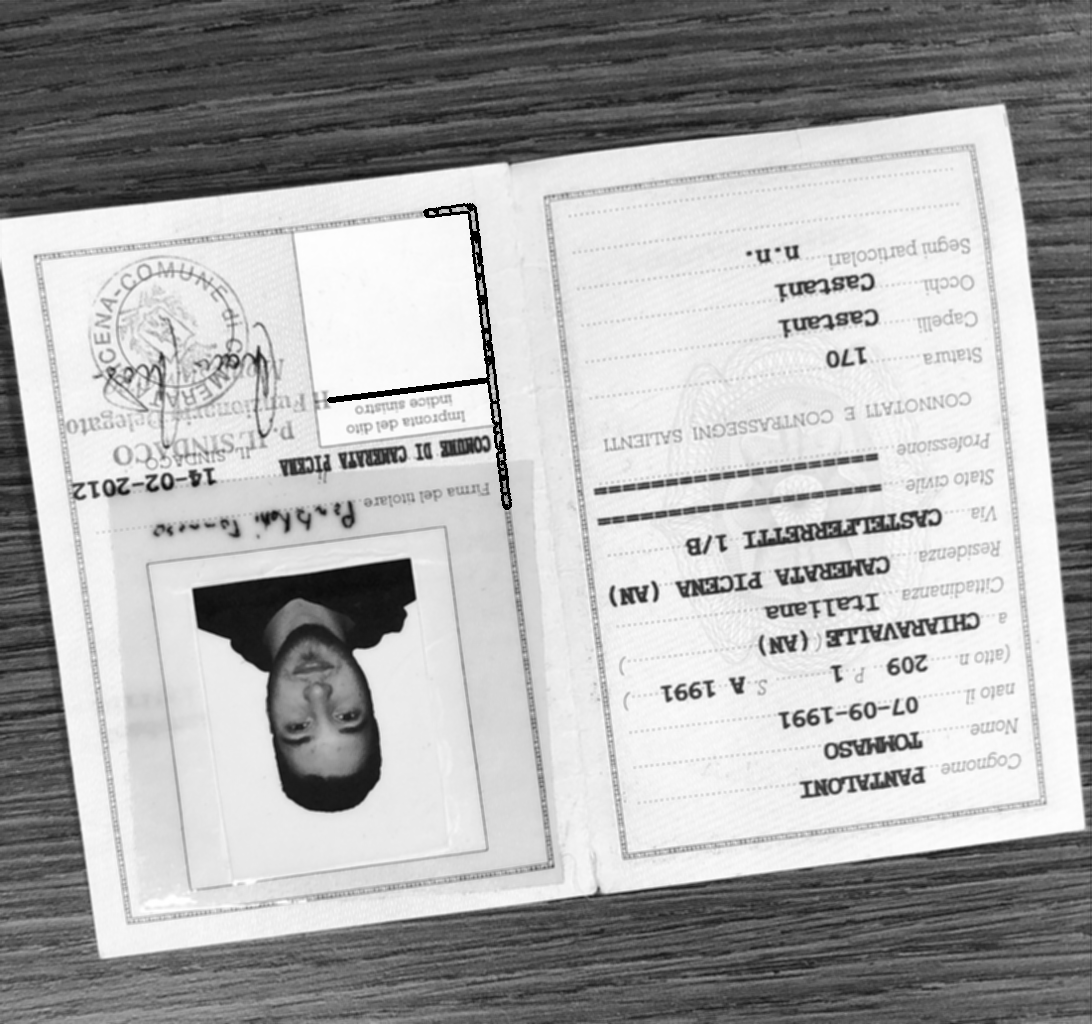 Cognome PANTALONI
Nome TOMMASO
nato il 07-09-1991
(atto n. 209 P. 1 S. A 1991 )
a CHIARAVALLE (AN) ( )
Cittadinanza Italiana
Residenza CAMERATA PICENA (AN)
Via CASTELFERRETTI 1/B
Stato civile ================
Professione ================
CONNOTATI E CONTRASSEGNI SALIENTI
Statura 170
Capelli Castani
Occhi Castani
Segni particolari n.n.
Firma del titolare Pantaloni Tommaso
COMUNE DI CAMERATA PICENA li 14-02-2012
Impronta del dito
indice sinistro
IL SINDACO
p. IL SINDACO
Il Funzionario Delegato
COMUNE di CAMERATA PICENA